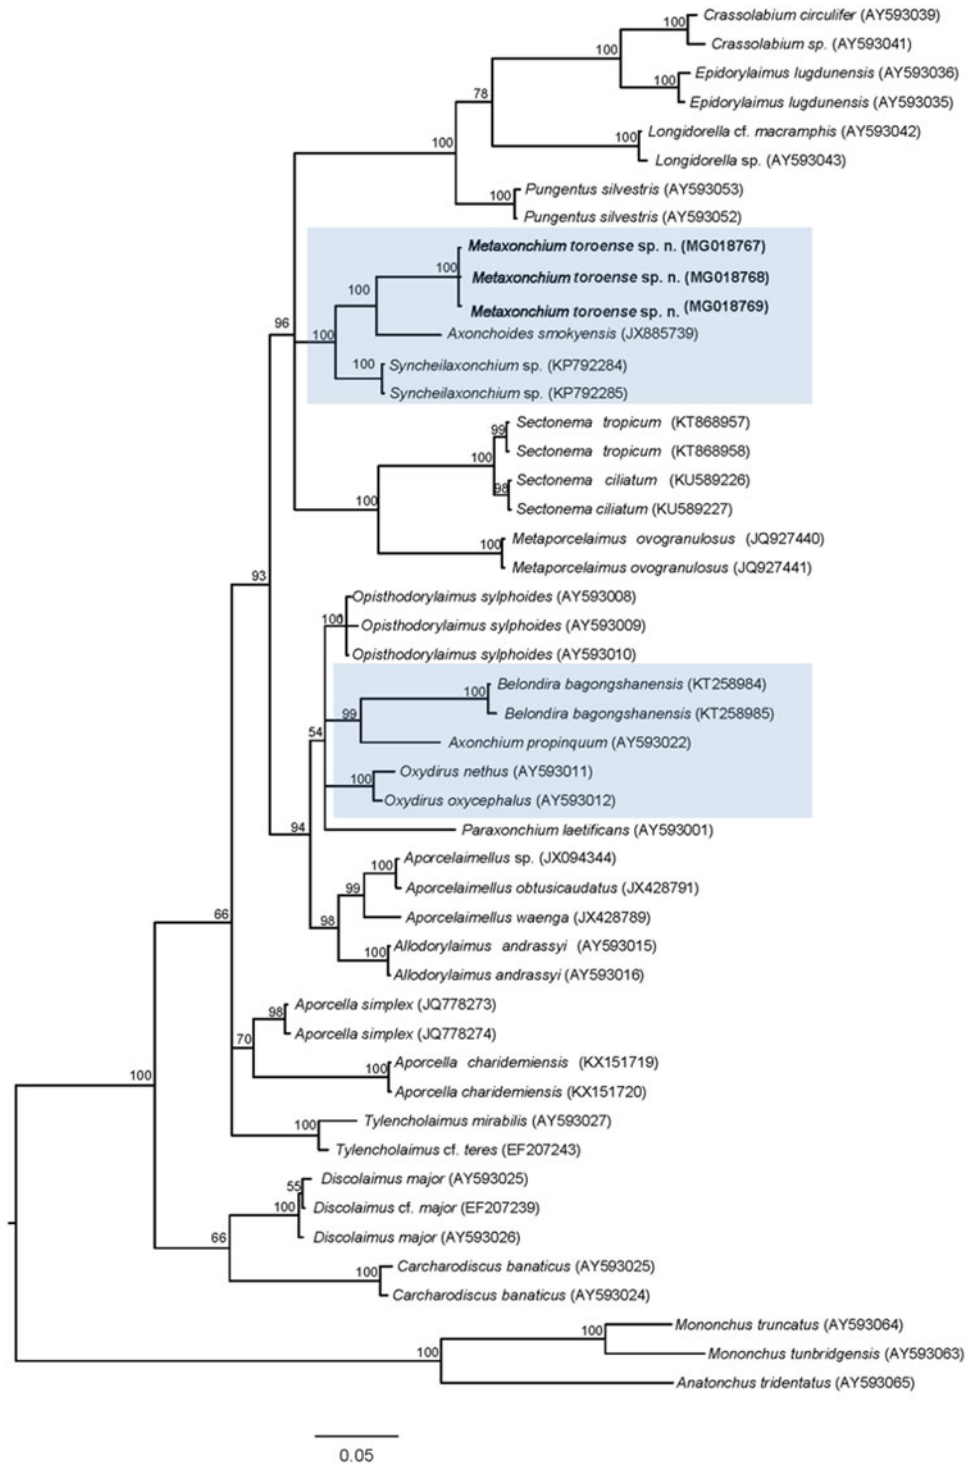 Crassolabium circulifer (AY593039)
100
Crassolabium sp. (AY593041)
100
Epidorylaimus lugdunensis (AY593036)
100
Epidorylaimus lugdunensis (AY593035)
78
Longidorella cf. macramphis (AY593042)
100
Longidorella sp. (AY593043)
100
Pungentus silvestris (AY593053)
100
Pungentus silvestris (AY593052)
Metaxonchium toroense sp. n. (MG018767)
100
Metaxonchium toroense sp. n. (MG018768)
100
Metaxonchium toroense sp. n. (MG018769)
96
100
Axonchoides smokyensis (JX885739)
100
Syncheilaxonchium sp. (KP792284)
Syncheilaxonchium sp. (KP792285)
Sectonema tropicum (KT868957)
99
Sectonema tropicum (KT868958)
100
Sectonema ciliatum (KU589226)
98
100
Sectonema ciliatum (KU589227)
Metaporcelaimus ovogranulosus (JQ927440)
100
Metaporcelaimus ovogranulosus (JQ927441)
93
Opisthodorylaimus sylphoides (AY593008)
100
Opisthodorylaimus sylphoides (AY593009)
Opisthodorylaimus sylphoides (AY593010)
Belondira bagongshanensis (KT258984)
100
Belondira bagongshanensis (KT258985)
99
54
Axonchium propinquum (AY593022)
Oxydirus nethus (AY593011)
100
Oxydirus oxycephalus (AY593012)
94
Paraxonchium laetificans (AY593001)
Aporcelaimellus sp. (JX094344)
100
Aporcelaimellus obtusicaudatus (JX428791)
99
66
98
Aporcelaimellus waenga (JX428789)
Allodorylaimus andrassyi (AY593015)
100
Allodorylaimus andrassyi (AY593016)
Aporcella simplex (JQ778273)
98
Aporcella simplex (JQ778274)
70
Aporcella charidemiensis (KX151719)
100
100
Aporcella charidemiensis (KX151720)
Tylencholaimus mirabilis (AY593027)
100
Tylencholaimus cf. teres (EF207243)
Discolaimus major (AY593025)
55
100
Discolaimus cf. major (EF207239)
66
Discolaimus major (AY593026)
Carcharodiscus banaticus (AY593025)
100
Carcharodiscus banaticus (AY593024)
Mononchus truncatus (AY593064)
100
100
Mononchus tunbridgensis (AY593063)
Anatonchus tridentatus (AY593065)
0.05